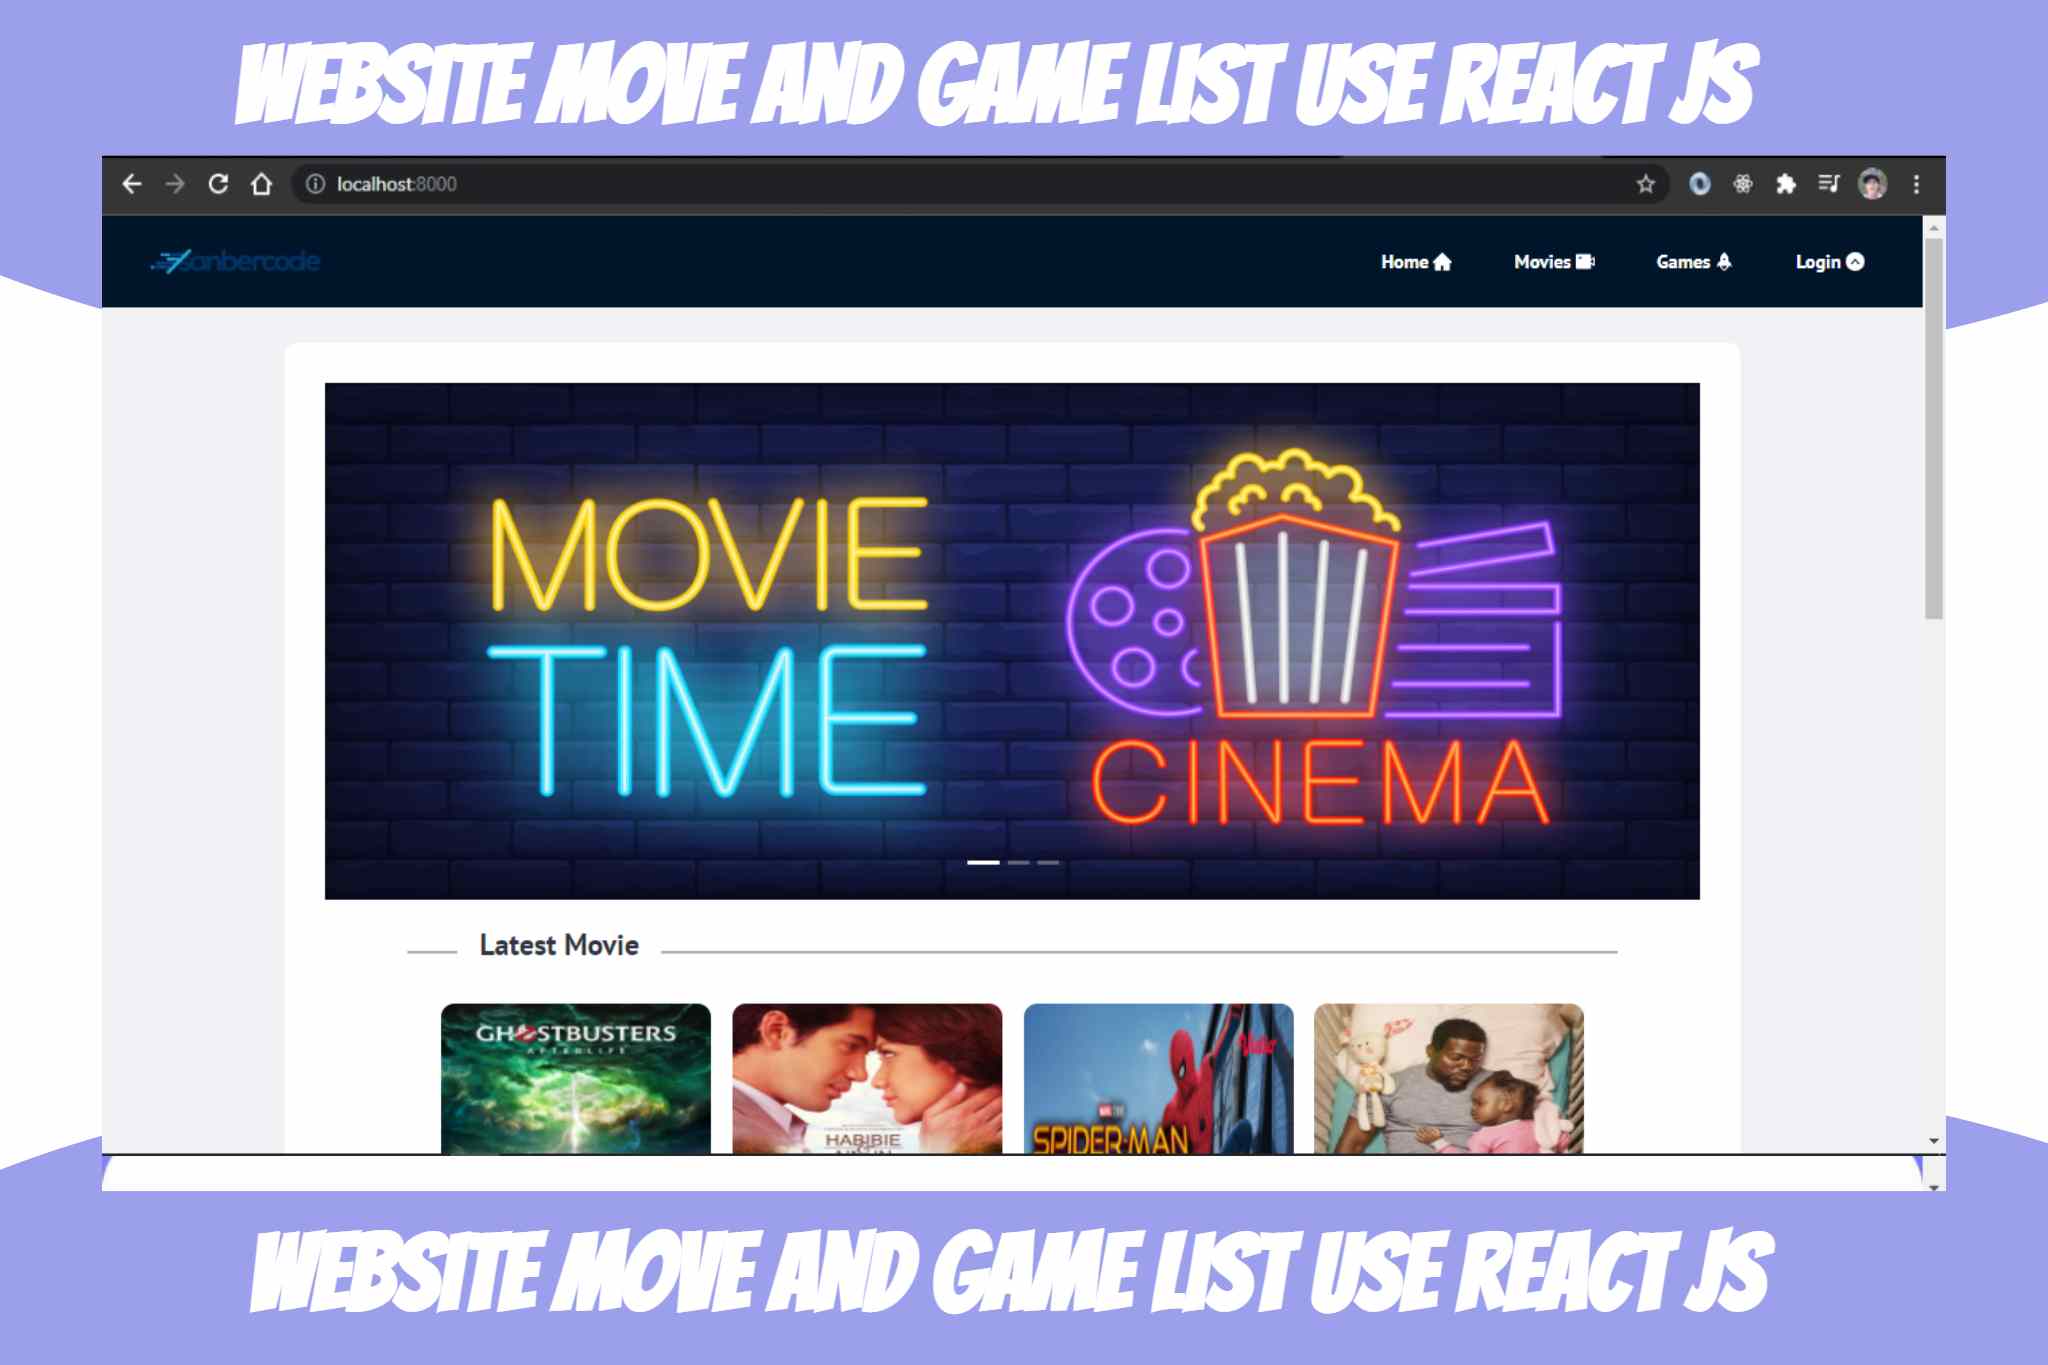 WEBSITE MOVE AND GAME LIST USE REACT JS
localhost:8000
sanbercode
Home
Movies
Games
Login
MOVIE
TIME
CINEMA
Latest Movie
GHOSTBUSTERS
AFTERLIFE
HABIBIE
SPIDER-MAN
WEBSITE MOVE AND GAME LIST USE REACT JS